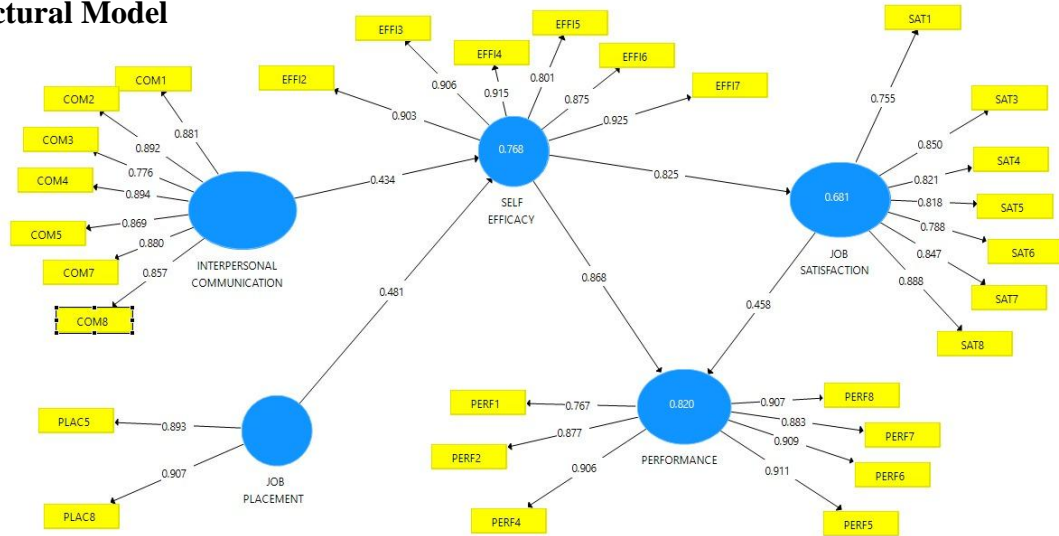 ctural Model
SAT1
EFFI3
EFFI5
EFFI4
EFFI6
EFFI2
EFFI7
COM1
COM2
COM3
COM4
COM5
COM7
COM8
0.881
0.892
0.776
0.894
0.869
0.880
0.857
0.903
0.906
0.915
0.801
0.875
0.925
0.755
SAT3
SAT4
SAT5
SAT6
SAT7
SAT8
0.850
0.821
0.818
0.788
0.847
0.888
0.768
SELF
EFFICACY
0.434
0.825
0.681
JOB
SATISFACTION
INTERPERSONAL
COMMUNICATION
0.481
0.868
0.458
PLAC5
PLAC8
0.893
0.907
JOB
PLACEMENT
PERF1
PERF2
PERF4
0.767
0.877
0.906
0.820
PERFORMANCE
0.907
0.883
0.909
0.911
PERF8
PERF7
PERF6
PERF5